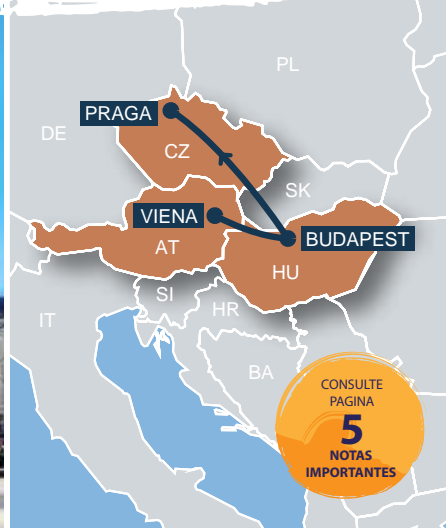 PL
PRAGA
DE
CZ
SK
VIENA
BUDAPEST
AT
HU
SI
HR
IT
BA
CONSULTE
PAGINA
5
NOTAS
IMPORTANTES